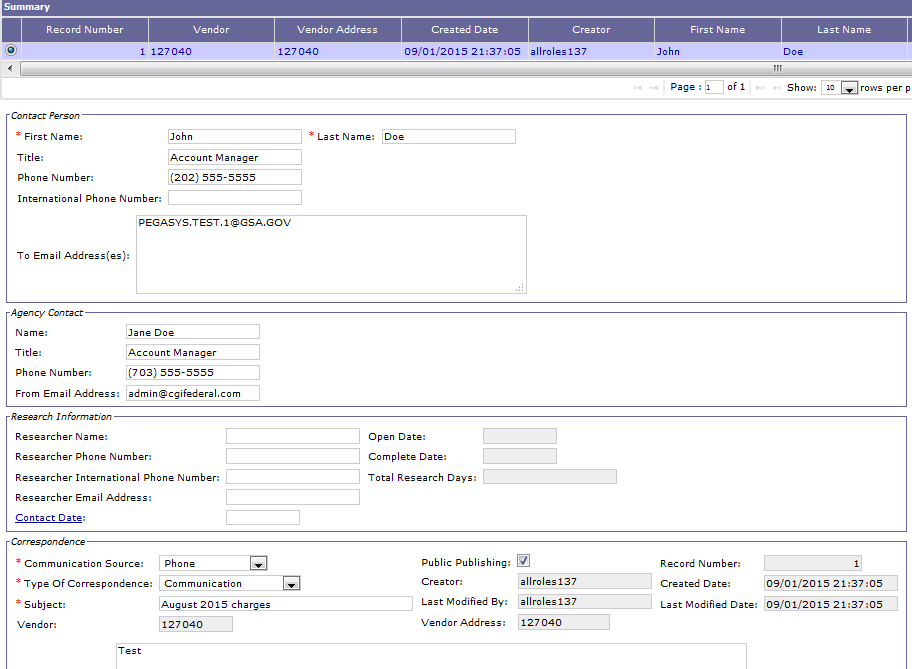 Summary
Record Number Vendor Vendor Address Created Date Creator First Name Last Name
1 127040 127040 09/01/2015 21:37:05 allroles137 John Doe
Page : 1 of 1 Show: 10 rows per p
Contact Person
* First Name: John * Last Name: Doe
Title: Account Manager
Phone Number: (202) 555-5555
International Phone Number:
PEGASYS.TEST.1@GSA.GOV
To Email Address(es):
Agency Contact
Name: Jane Doe
Title: Account Manager
Phone Number: (703) 555-5555
From Email Address: admin@cgifederal.com
Research Information
Researcher Name: Open Date:
Researcher Phone Number: Complete Date:
Researcher International Phone Number: Total Research Days:
Researcher Email Address:
Contact Date:
Correspondence
* Communication Source: Phone Public Publishing: Record Number: 1
* Type Of Correspondence: Communication Creator: allroles137 Created Date: 09/01/2015 21:37:05
* Subject: August 2015 charges Last Modified By: allroles137 Last Modified Date: 09/01/2015 21:37:05
Vendor: 127040 Vendor Address: 127040
Test